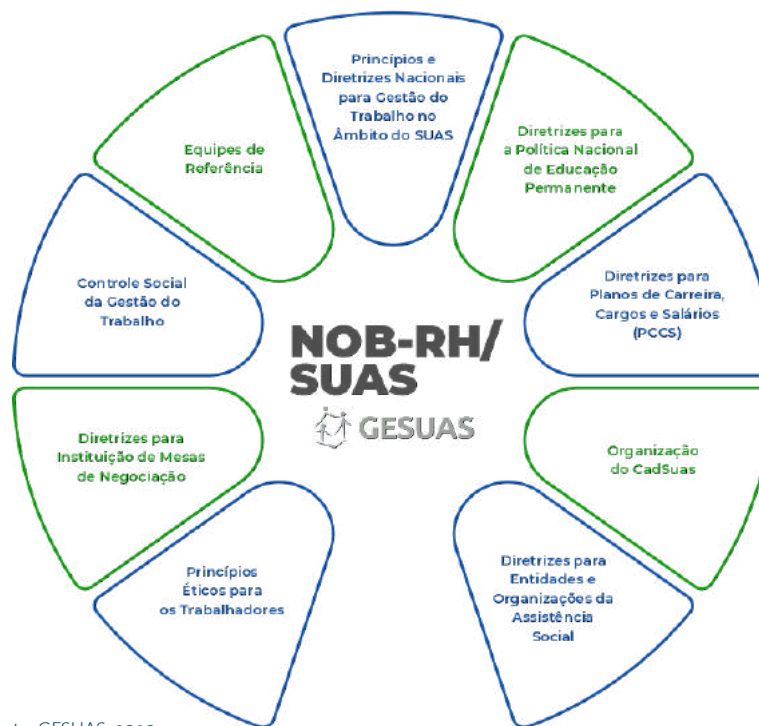 Princípios e
Diretrizes Nacionais
para Gestão do
Trabalho no
Âmbito do SUAS
Diretrizes para
a Política Nacional
de Educação
Permanente
Diretrizes para
Planos de Carreira,
Cargos e Salários
(PCCS)
Organização
do CadSuas
Diretrizes para
Entidades e
Organizações da
Assistência
Social
Princípios
Éticos para
os Trabalhadores
Diretrizes para
Instituição de Mesas
de Negociação
Controle Social
da Gestão do
Trabalho
Equipes de
Referência
NOB-RH/
SUAS
GESUAS
GESUAS